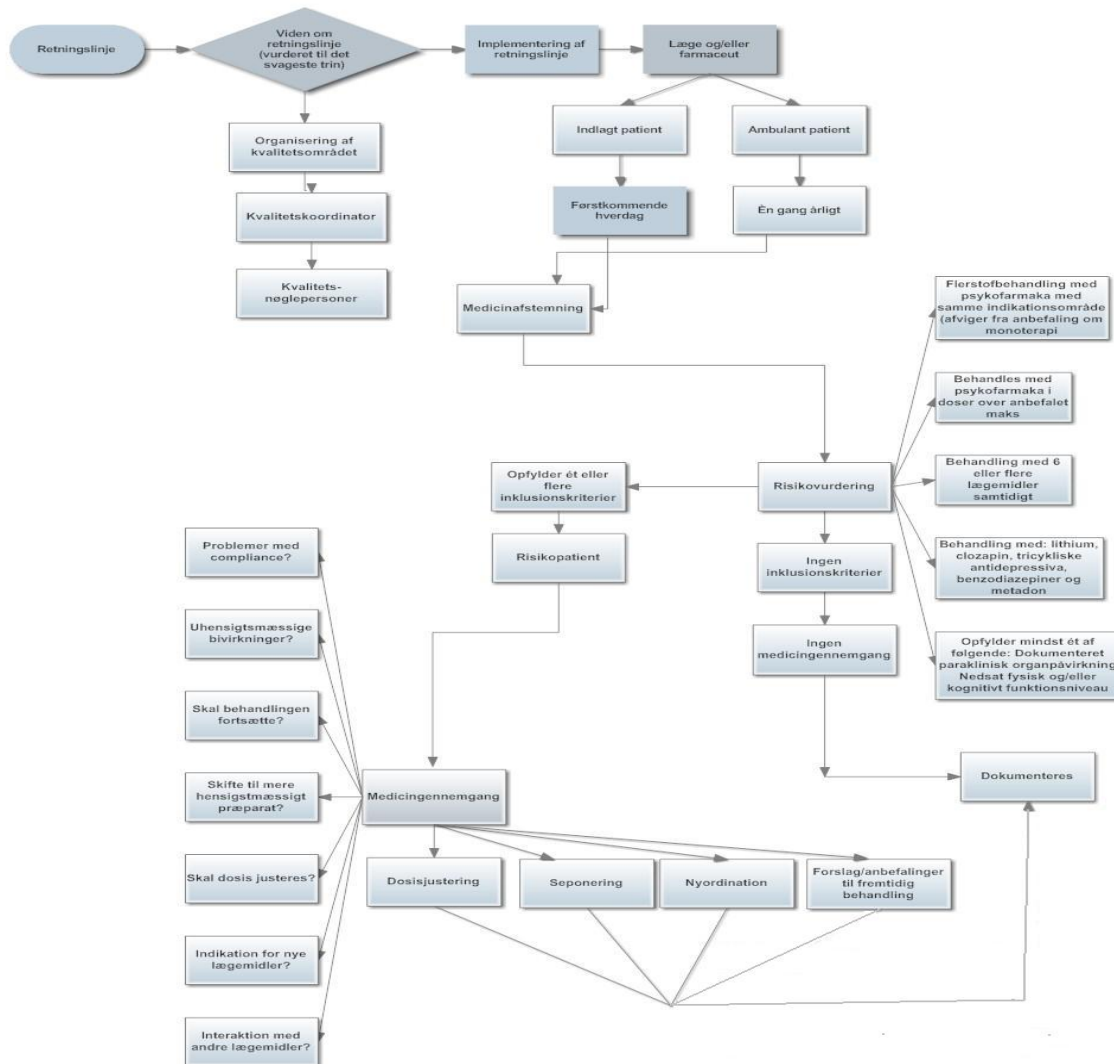 Retningslinje
Viden om
retningslinje
(vurderet til det
svageste trin)
Implementering af
retningslinje
Læge og/eller
farmaceut
Organisering af
kvalitetsområdet
Indlagt patient
Ambulant patient
Kvalitetskoordinator
Førstkommende
hverdag
Èn gang årligt
Kvalitets-
nøglepersoner
Medicinafstemning
Flerstofbehandling med
psykofarmaka med
samme indikationsområde
(afviger fra anbefaling om
monoterapi
Behandles med
psykofarmaka i
doser over anbefalet
maks
Opfylder ét eller
flere
inklusionskriterier
Risikovurdering
Behandling med 6
eller flere
lægemidler
samtidigt
Problemer med
compliance?
Risikopatient
Ingen
inklusionskriterier
Behandling med: lithium,
clozapin, tricykliske
antidepressiva,
benzodiazepiner og
metadon
Uhensigtsmæssige
bivirkninger?
Ingen
medicingennemgang
Opfylder mindst ét af
følgende: Dokumenteret
paraklinisk organpåvirkning
Nedsat fysisk og/eller
kognitivt funktionsniveau
Skal behandlingen
fortsætte?
Skifte til mere
hensigstmæssigt
præparat?
Medicingennemgang
Dokumenteres
Skal dosis justeres?
Dosisjustering
Seponering
Nyordination
Forslag/anbefalinger
til fremtidig
behandling
Indikation for nye
lægemidler?
Interaktion med
andre lægemidler?